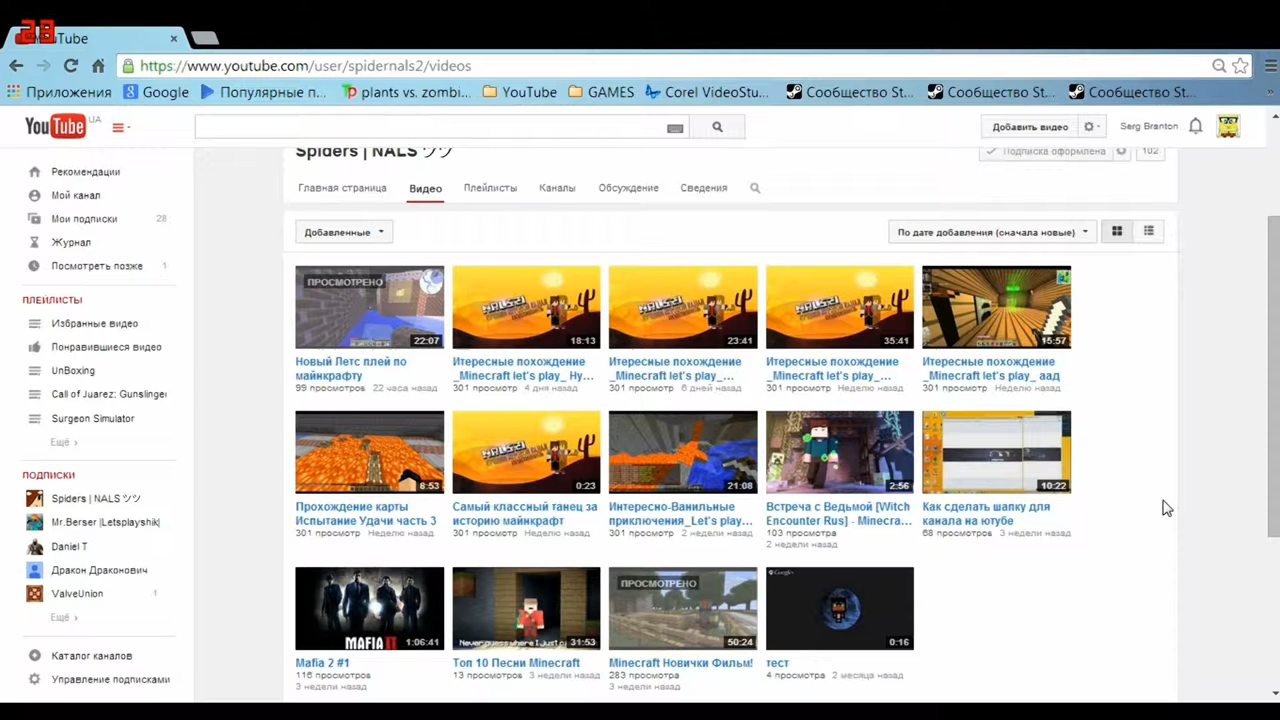 28
YouTube
https://www.youtube.com/user/spidernals2/videos
Приложения Google Популярные п... plants vs. zombi... YouTube GAMES Corel VideoStu... Сообщество St... Сообщество St... Сообщество St...
YouTube UA Добавить видео Serg Branton
Spiders | NALS ツツ Подписка оформлена 102
Главная страница Видео Плейлисты Каналы Обсуждение Сведения
Добавленные По дате добавления (сначала новые)
Рекомендации
Мой канал
Мои подписки 28
Журнал
Посмотреть позже 1
ПЛЕЙЛИСТЫ
Избранные видео
Понравившиеся видео
UnBoxing
Call of Juarez: Gunslinger
Surgeon Simulator
Ещё ›
ПОДПИСКИ
Spiders | NALS ツツ
Mr.Berser |Letsplayshik|
Daniel T
Дракон Драконович
ValveUnion 1
Ещё ›
Каталог каналов
Управление подписками
ПРОСМОТРЕНО
22:07 18:13 23:41 35:41 15:57
Новый Летс плей по Итересные похождение Итересные похождение Итересные похождение Итересные похождение
майнкрафту _Minecraft let's play_ Ну... _Minecraft let's play_... _Minecraft let's play_... _Minecraft let's play_ аад
99 просмотров 22 часа назад 301 просмотр 4 дня назад 301 просмотр 6 дней назад 301 просмотр Неделю назад 301 просмотр Неделю назад
8:53 0:23 21:08 2:56 10:22
Прохождение карты Самый классный танец за Интересно-Ванильные Встреча с Ведьмой [Witch Как сделать шапку для
Испытание Удачи часть 3 историю майнкрафт приключения_Let's play... Encounter Rus] - Minecra... канала на ютубе
301 просмотр Неделю назад 301 просмотр Неделю назад 301 просмотр 2 недели назад 103 просмотра 68 просмотров 3 недели назад
2 недели назад
ПРОСМОТРЕНО Google+
MAFIA II 1:06:41 Never guess where I just c 31:53 50:24 0:16
Mafia 2 #1 Топ 10 Песни Minecraft Minecraft Новички Фильм! тест
116 просмотров 13 просмотров 3 недели назад 283 просмотра 4 просмотра 2 месяца назад
3 недели назад 3 недели назад